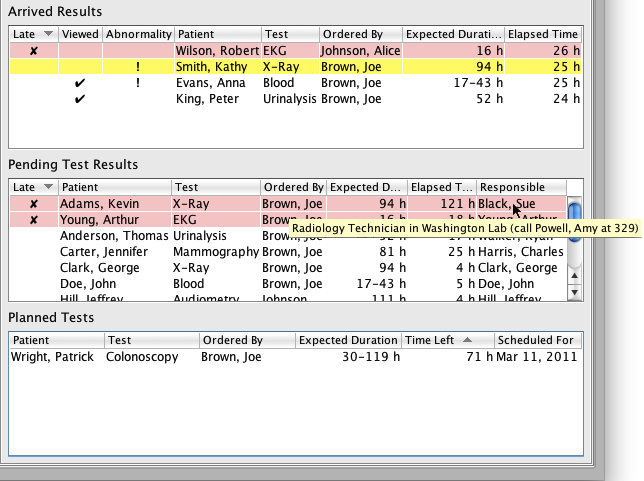 Arrived Results
Late Viewed Abnormality Patient Test Ordered By Expected Durati... Elapsed Time
✘ Wilson, Robert EKG Johnson, Alice 16 h 26 h
! Smith, Kathy X-Ray Brown, Joe 94 h 25 h
✔ ! Evans, Anna Blood Brown, Joe 17-43 h 25 h
✔ King, Peter Urinalysis Brown, Joe 52 h 24 h
Pending Test Results
Late Patient Test Ordered By Expected D... Elapsed T... Responsible
✘ Adams, Kevin X-Ray Brown, Joe 94 h 121 h Black, Sue
✘ Young, Arthur EKG Brown, Joe 16 h 18 h Young, Arthur
Radiology Technician in Washington Lab (call Powell, Amy at 329)
Anderson, Thomas Urinalysis Brown, Joe
Carter, Jennifer Mammography Brown, Joe 81 h 25 h Harris, Charles
Clark, George X-Ray Brown, Joe 94 h 4 h Clark, George
Doe, John Blood Brown, Joe 17-43 h 5 h Doe, John
Hill, Jeffrey Audiometry Johnson, 111 h 4 h Hill, Jeffrey
Planned Tests
Patient Test Ordered By Expected Duration Time Left Scheduled For
Wright, Patrick Colonoscopy Brown, Joe 30-119 h 71 h Mar 11, 2011